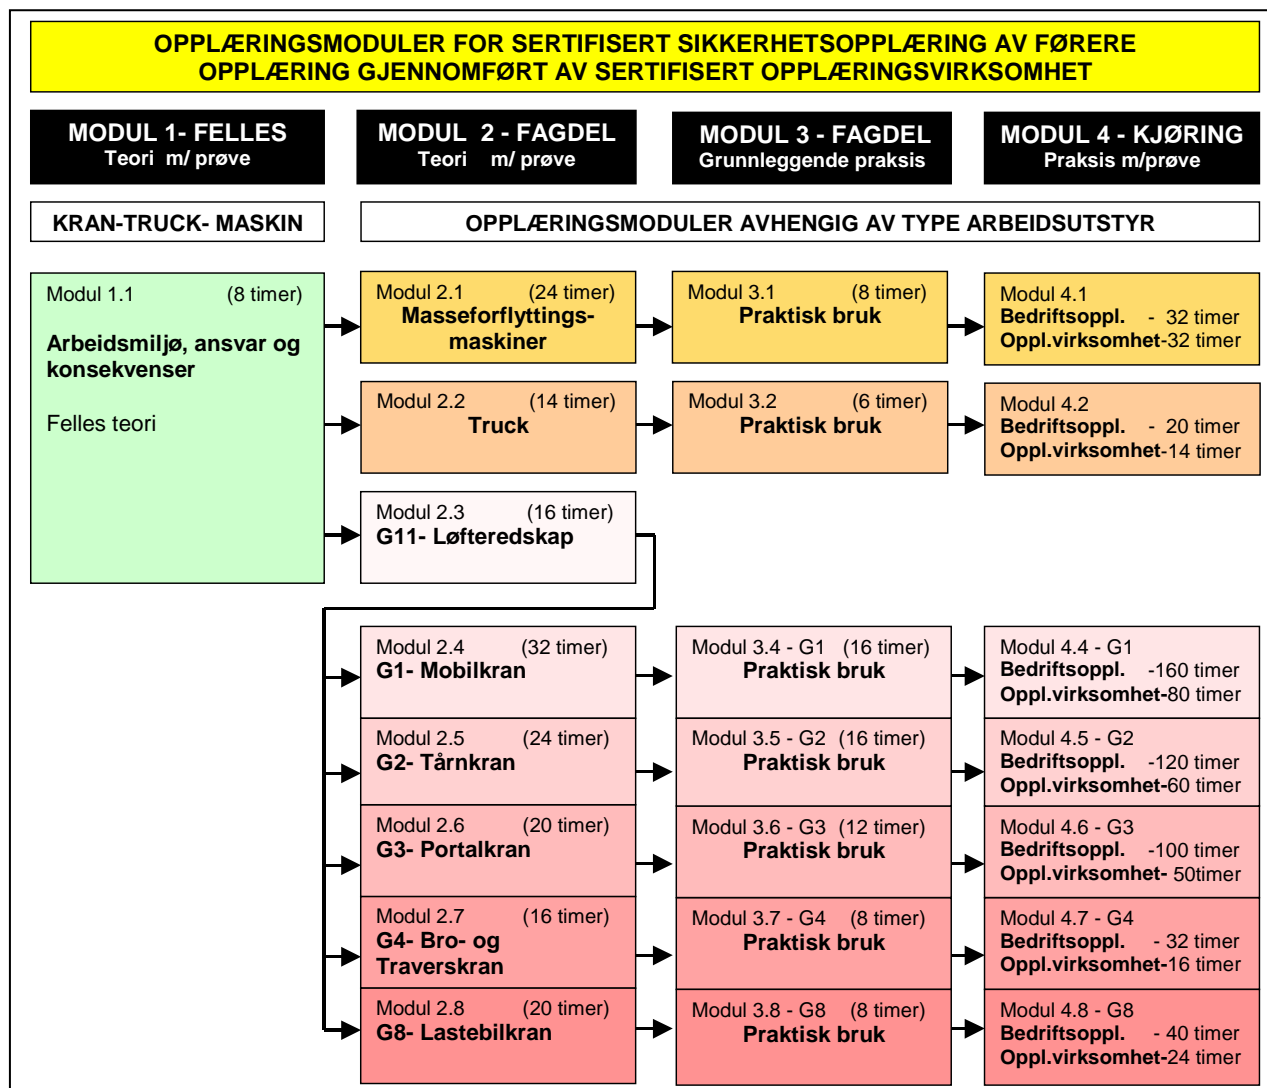 OPPLÆRINGSMODULER FOR SERTIFISERT SIKKERHETSOPPLÆRING AV FØRERE
OPPLÆRING GJENNOMFØRT AV SERTIFISERT OPPLÆRINGSVIRKSOMHET
MODUL 1- FELLES
Teori m/ prøve
MODUL 2 - FAGDEL
Teori m/ prøve
MODUL 3 - FAGDEL
Grunnleggende praksis
MODUL 4 - KJØRING
Praksis m/prøve
KRAN-TRUCK- MASKIN
OPPLÆRINGSMODULER AVHENGIG AV TYPE ARBEIDSUTSTYR
Modul 1.1 (8 timer)
Arbeidsmiljø, ansvar og
konsekvenser
Felles teori
Modul 2.1 (24 timer)
Masseforflyttings-
maskiner
Modul 3.1 (8 timer)
Praktisk bruk
Modul 4.1
Bedriftsoppl. - 32 timer
Oppl.virksomhet-32 timer
Modul 2.2 (14 timer)
Truck
Modul 3.2 (6 timer)
Praktisk bruk
Modul 4.2
Bedriftsoppl. - 20 timer
Oppl.virksomhet-14 timer
Modul 2.3 (16 timer)
G11- Løfteredskap
Modul 2.4 (32 timer)
G1- Mobilkran
Modul 3.4 - G1 (16 timer)
Praktisk bruk
Modul 4.4 - G1
Bedriftsoppl. -160 timer
Oppl.virksomhet-80 timer
Modul 2.5 (24 timer)
G2- Tårnkran
Modul 3.5 - G2 (16 timer)
Praktisk bruk
Modul 4.5 - G2
Bedriftsoppl. -120 timer
Oppl.virksomhet-60 timer
Modul 2.6 (20 timer)
G3- Portalkran
Modul 3.6 - G3 (12 timer)
Praktisk bruk
Modul 4.6 - G3
Bedriftsoppl. -100 timer
Oppl.virksomhet- 50timer
Modul 2.7 (16 timer)
G4- Bro- og
Traverskran
Modul 3.7 - G4 (8 timer)
Praktisk bruk
Modul 4.7 - G4
Bedriftsoppl. - 32 timer
Oppl.virksomhet-16 timer
Modul 2.8 (20 timer)
G8- Lastebilkran
Modul 3.8 - G8 (8 timer)
Praktisk bruk
Modul 4.8 - G8
Bedriftsoppl. - 40 timer
Oppl.virksomhet-24 timer